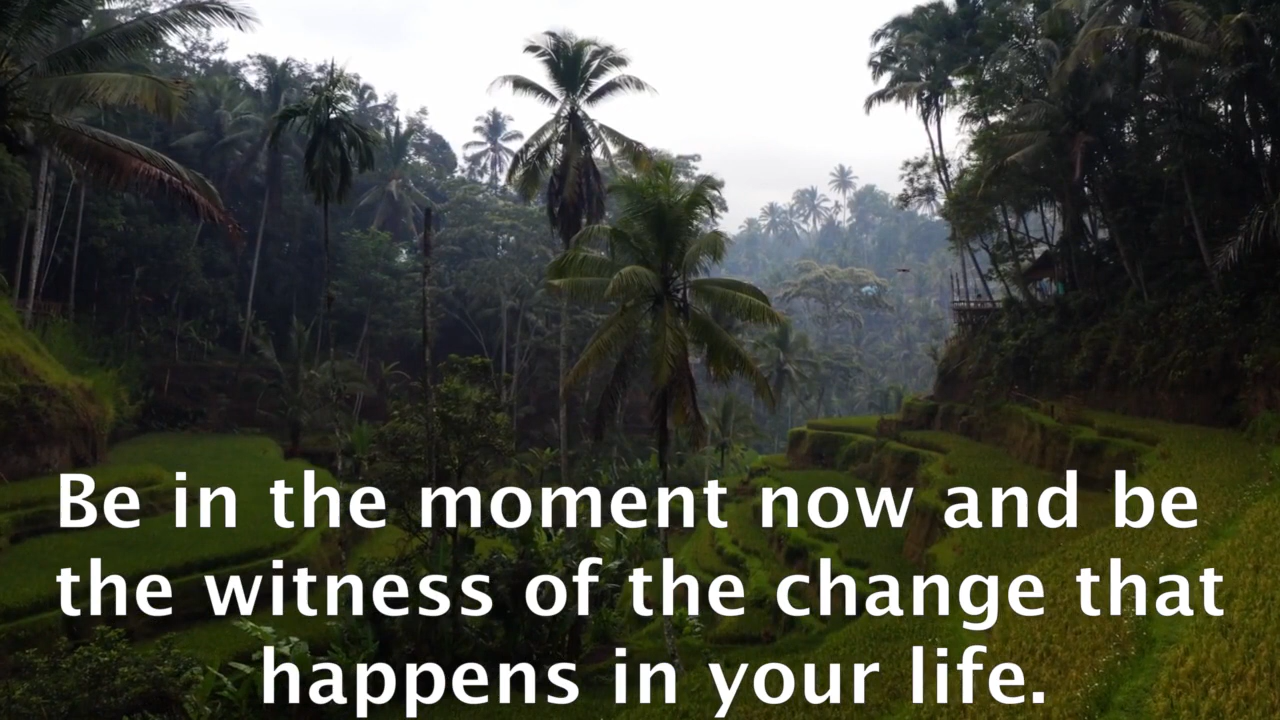 Be in the moment now and be
the witness of the change that
happens in your life.